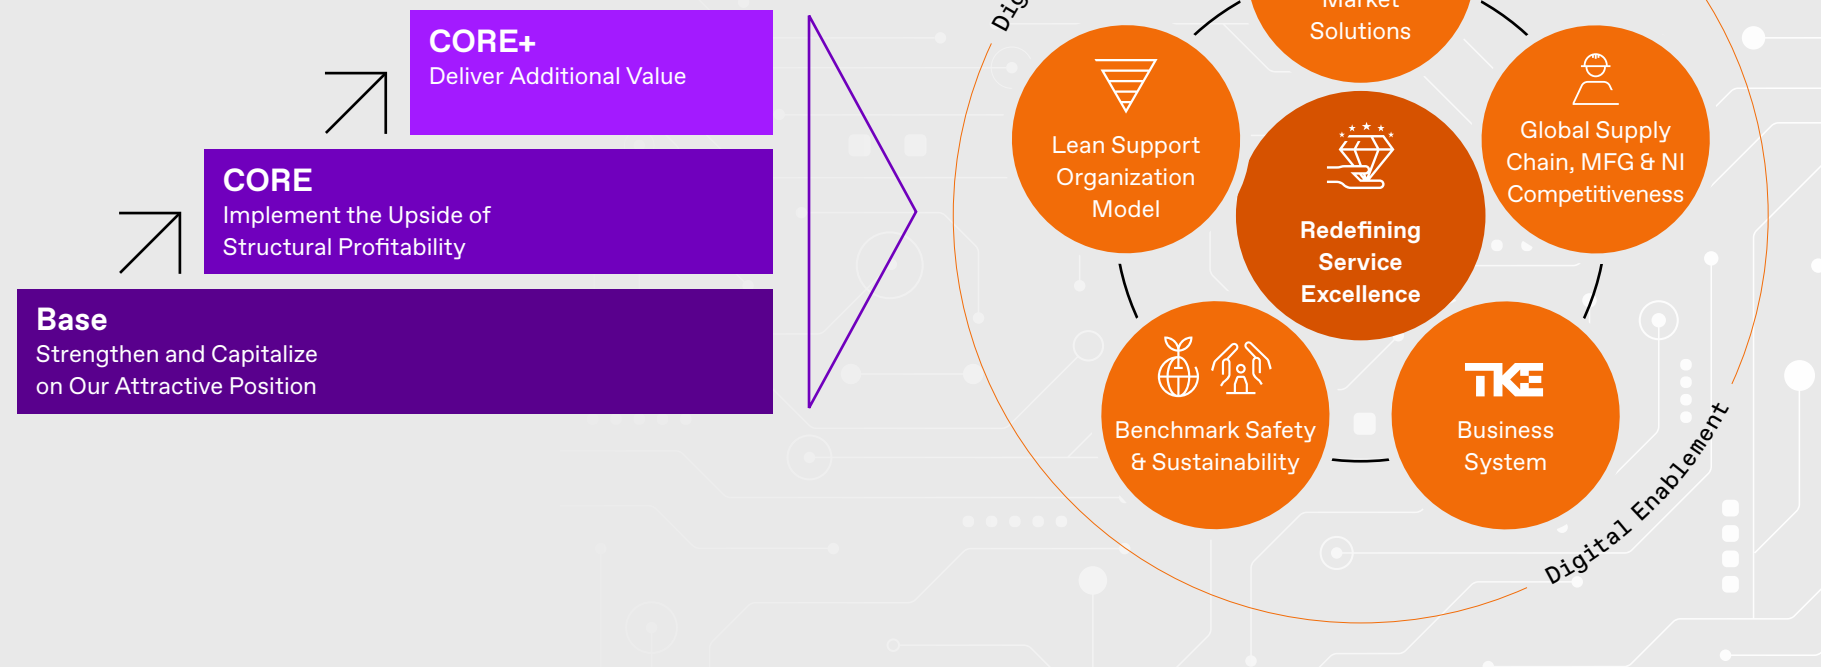 CORE+
Deliver Additional Value
CORE
Implement the Upside of
Structural Profitability
Base
Strengthen and Capitalize
on Our Attractive Position
Market
Solutions
Lean Support
Organization
Model
Global Supply
Chain, MFG & NI
Competitiveness
Redefining
Service
Excellence
Benchmark Safety
& Sustainability
TKE
Business
System
Digital Enablement